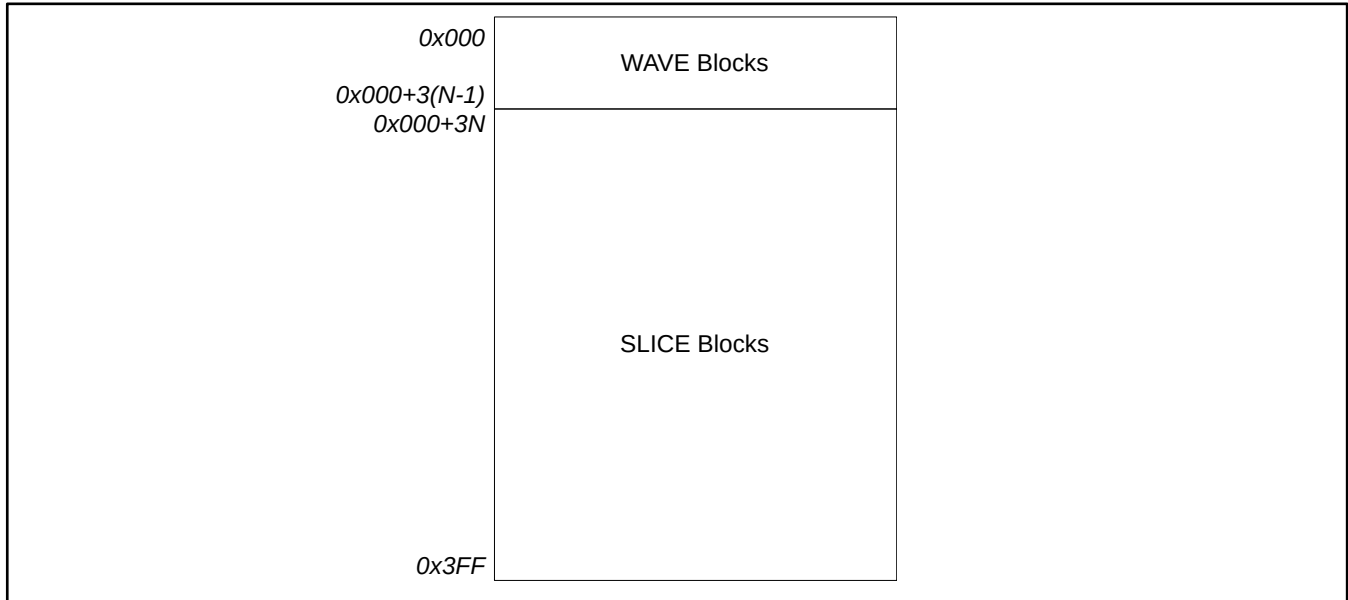 0x000
WAVE Blocks
0x000+3(N-1)
0x000+3N
SLICE Blocks
0x3FF